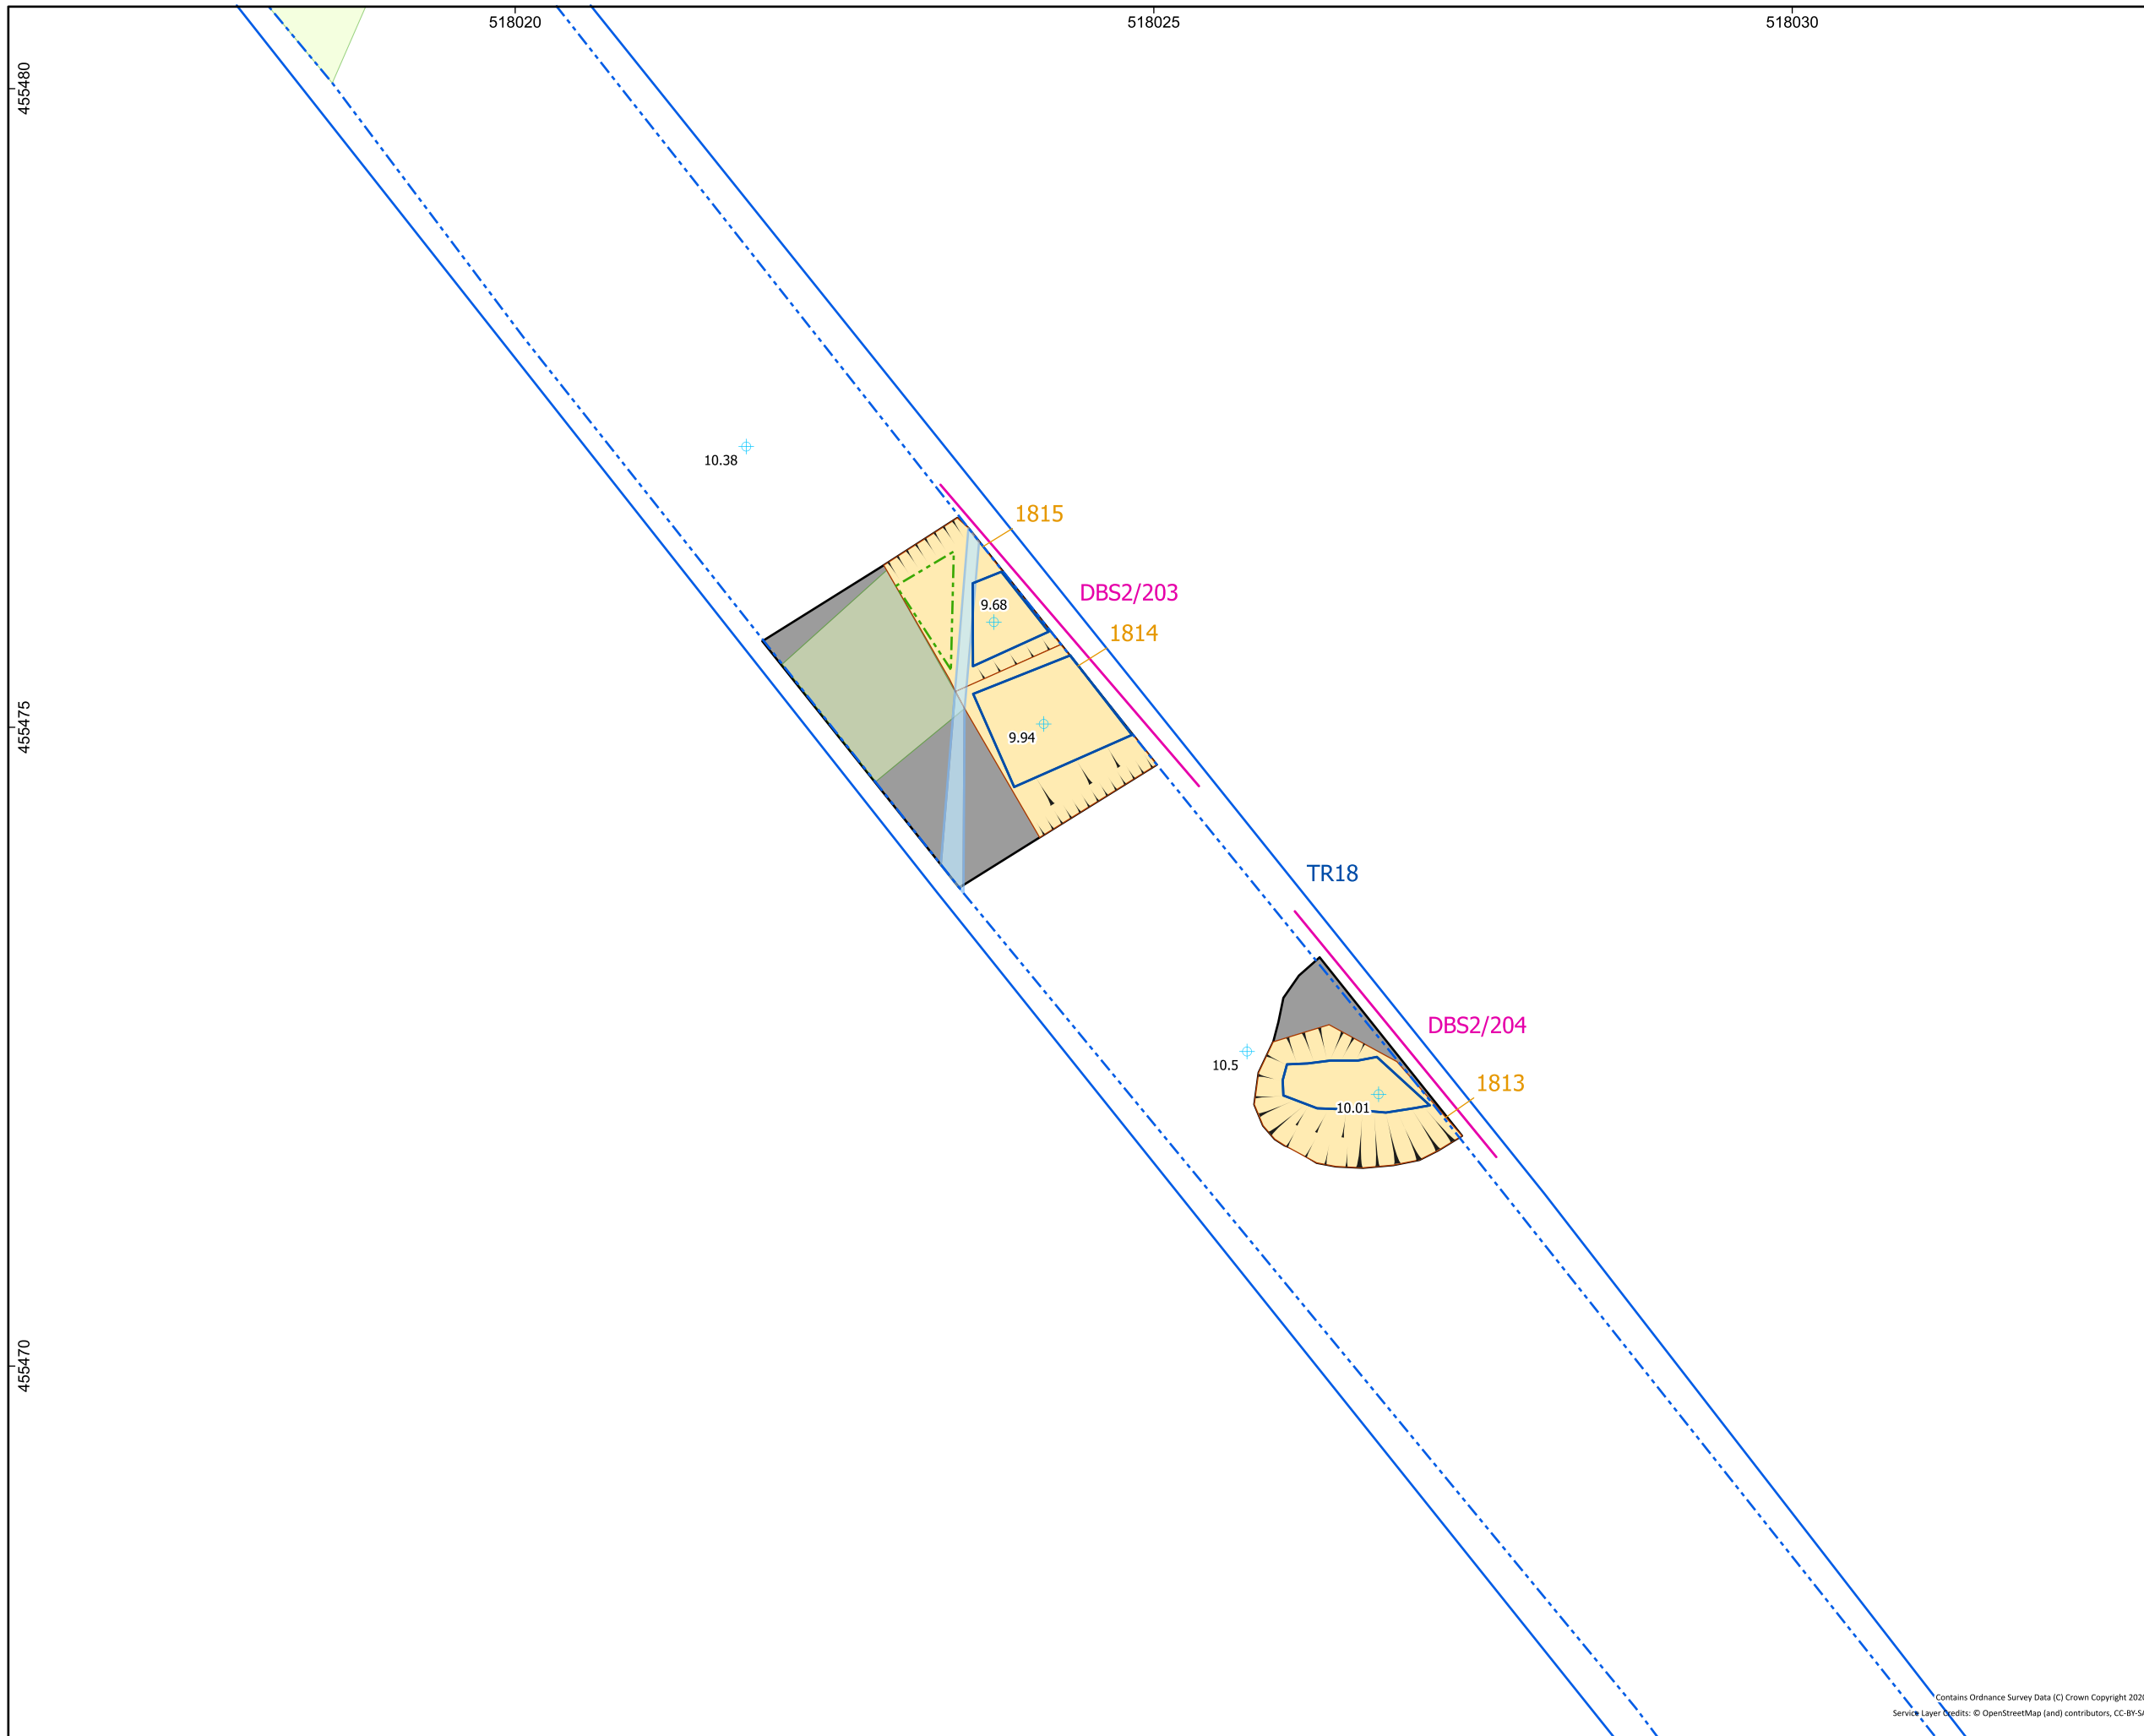 518020
518025
518030
455480
10.38
1815
DBS2/203
9.68
1814
455475
9.94
TR18
DBS2/204
10.5
1813
10.01
455470
Contains Ordnance Survey Data (C) Crown Copyright 2020
Service Layer Credits: © OpenStreetMap (and) contributors, CC-BY-SA